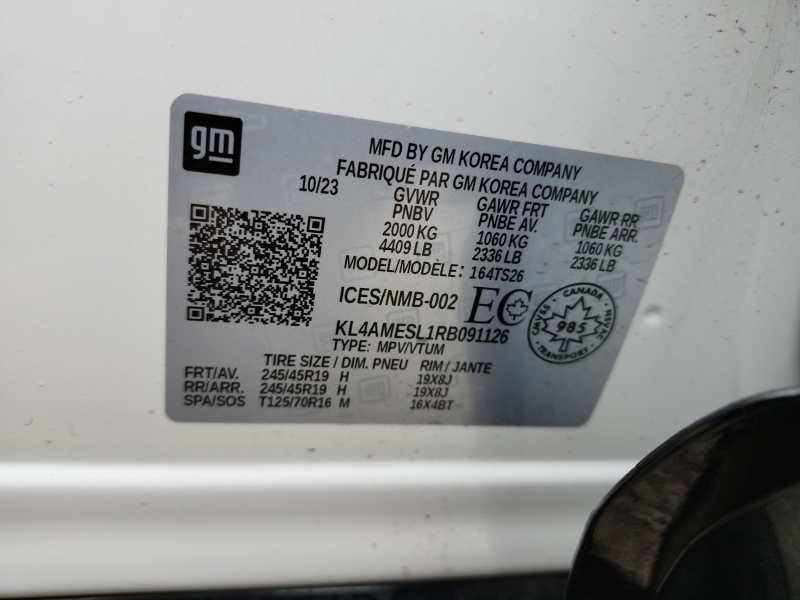 gm
MFD BY GM KOREA COMPANY
FABRIQUÉ PAR GM KOREA COMPANY
10/23
GVWR GAWR FRT GAWR RR
PNBV PNBE AV. PNBE ARR.
2000 KG 1060 KG 1060 KG
4409 LB 2336 LB 2336 LB
MODEL/MODÈLE: 164TS26
ICES/NMB-002 EC
CANADA
985
TRANSPORT
KL4AMESL1RB091126
TYPE: MPV/VTUM
TIRE SIZE / DIM. PNEU RIM / JANTE
FRT/AV. 245/45R19 H 19X8J
RR/ARR. 245/45R19 H 19X8J
SPA/SOS T125/70R16 M 16X4BT